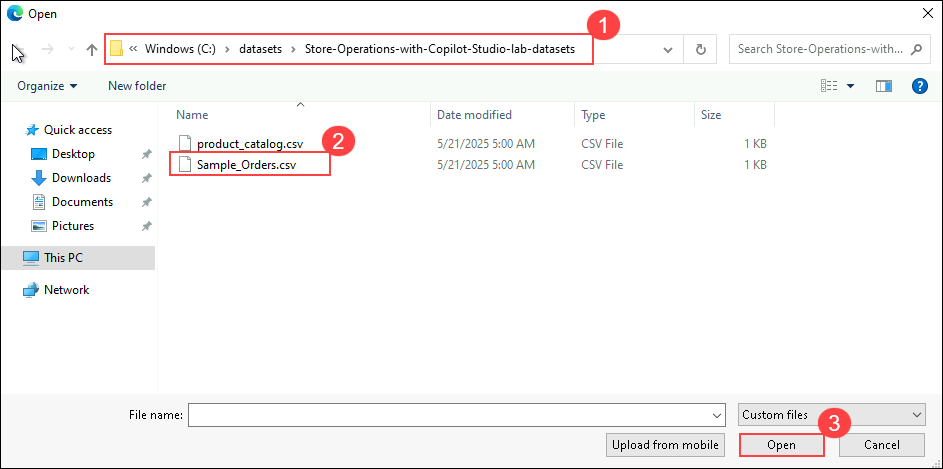 Open
1
Windows (C:) › datasets › Store-Operations-with-Copilot-Studio-lab-datasets
Search Store-Operations-with...
Organize
New folder
?
Name
Date modified
Type
Size
2
product_catalog.csv
5/21/2025 5:00 AM
CSV File
1 KB
Sample_Orders.csv
5/21/2025 5:00 AM
CSV File
1 KB
Quick access
Desktop
Downloads
Documents
Pictures
This PC
Network
File name:
Custom files
3
Upload from mobile
Open
Cancel